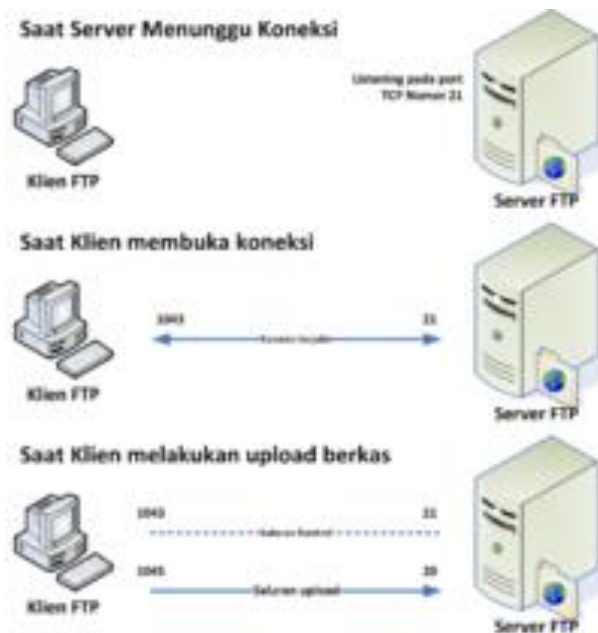 Saat Server Menunggu Koneksi
Listening pada port
TCP Nomor 21
Klien FTP
Server FTP
Saat Klien membuka koneksi
1043
21
Klien FTP
Server FTP
Saat Klien melakukan upload berkas
1043
21
Saluran kontrol
1045
20
Saluran upload
Klien FTP
Server FTP